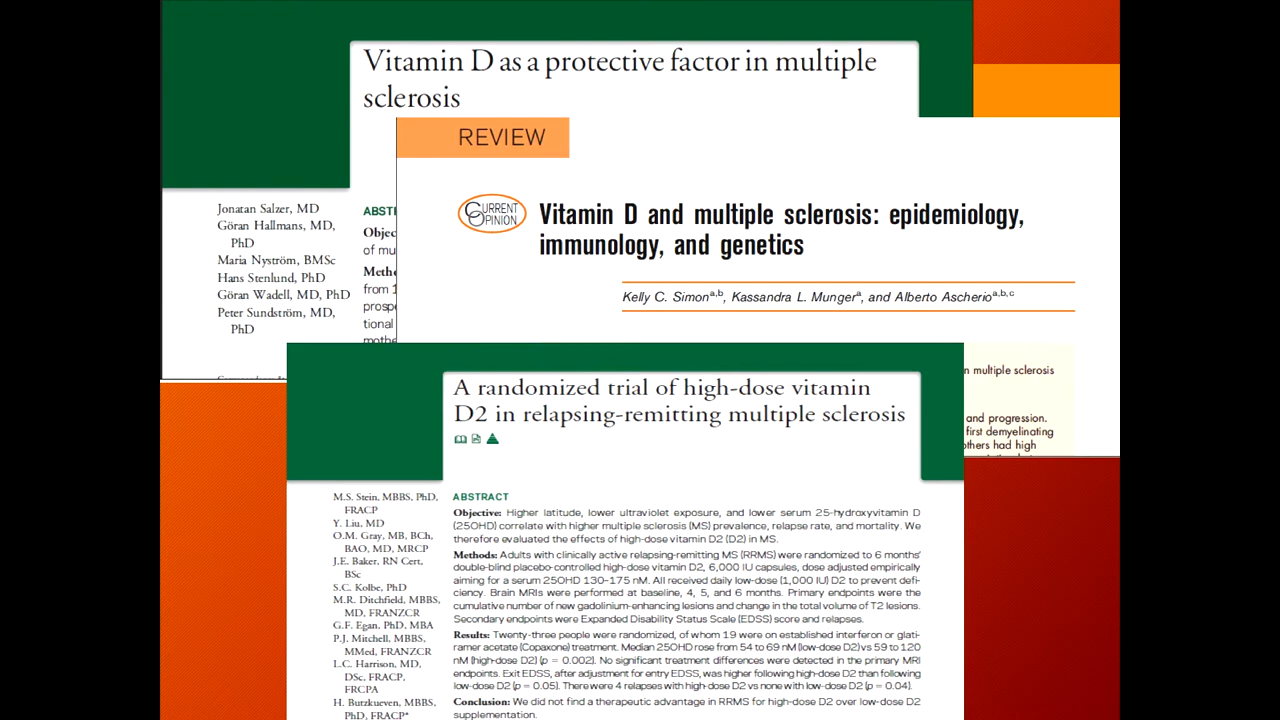 Vitamin D as a protective factor in multiple
sclerosis
REVIEW
CURRENT
OPINION
Vitamin D and multiple sclerosis: epidemiology,
immunology, and genetics
Kelly C. Simonᵃ,ᵇ, Kassandra L. Mungerᵃ, and Alberto Ascherioᵃ,ᵇ,ᶜ
Jonatan Salzer, MD
Göran Hallmans, MD,
PhD
Maria Nyström, BMSc
Hans Stenlund, PhD
Göran Wadell, MD, PhD
Peter Sundström, MD,
PhD
of mu
from 1
tional
n multiple sclerosis
and progression.
first demyelinating
others had high
A randomized trial of high-dose vitamin
D2 in relapsing-remitting multiple sclerosis
M.S. Stein, MBBS, PhD,
FRACP
Y. Liu, MD
O.M. Gray, MB, BCh,
BAO, MD, MRCP
J.E. Baker, RN Cert,
BSc
S.C. Kolbe, PhD
M.R. Ditchfield, MBBS,
MD, FRANZCR
G.F. Egan, PhD, MBA
P.J. Mitchell, MBBS,
MMed, FRANZCR
L.C. Harrison, MD,
DSc, FRACP,
FRCPA
H. Butzkueven, MBBS,
PhD, FRACP*
ABSTRACT
Objective: Higher latitude, lower ultraviolet exposure, and lower serum 25-hydroxyvitamin D
(25OHD) correlate with higher multiple sclerosis (MS) prevalence, relapse rate, and mortality. We
therefore evaluated the effects of high-dose vitamin D2 (D2) in MS.
Methods: Adults with clinically active relapsing-remitting MS (RRMS) were randomized to 6 months'
double-blind placebo-controlled high-dose vitamin D2, 6,000 IU capsules, dose adjusted empirically
aiming for a serum 25OHD 130–175 nM. All received daily low-dose (1,000 IU) D2 to prevent defi-
ciency. Brain MRIs were performed at baseline, 4, 5, and 6 months. Primary endpoints were the
cumulative number of new gadolinium-enhancing lesions and change in the total volume of T2 lesions.
Secondary endpoints were Expanded Disability Status Scale (EDSS) score and relapses.
Results: Twenty-three people were randomized, of whom 19 were on established interferon or glati-
ramer acetate (Copaxone) treatment. Median 25OHD rose from 54 to 69 nM (low-dose D2) vs 59 to 120
nM (high-dose D2) (p = 0.002). No significant treatment differences were detected in the primary MRI
endpoints. Exit EDSS, after adjustment for entry EDSS, was higher following high-dose D2 than following
low-dose D2 (p = 0.05). There were 4 relapses with high-dose D2 vs none with low-dose D2 (p = 0.04).
Conclusion: We did not find a therapeutic advantage in RRMS for high-dose D2 over low-dose D2
supplementation.